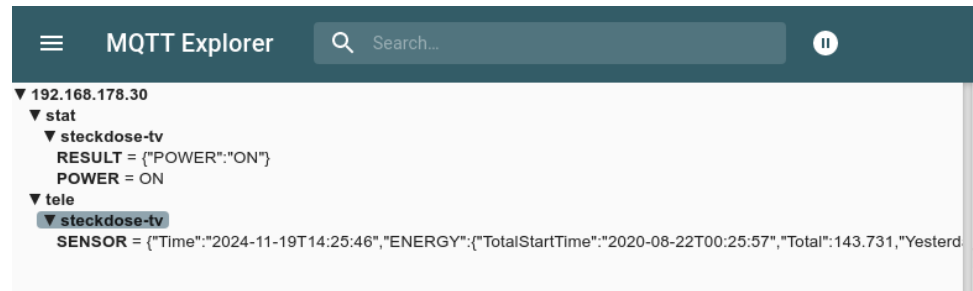 MQTT Explorer Search...
▼ 192.168.178.30
▼ stat
▼ steckdose-tv
RESULT = {"POWER":"ON"}
POWER = ON
▼ tele
▼ steckdose-tv
SENSOR = {"Time":"2024-11-19T14:25:46","ENERGY":{"TotalStartTime":"2020-08-22T00:25:57","Total":143.731,"Yesterd